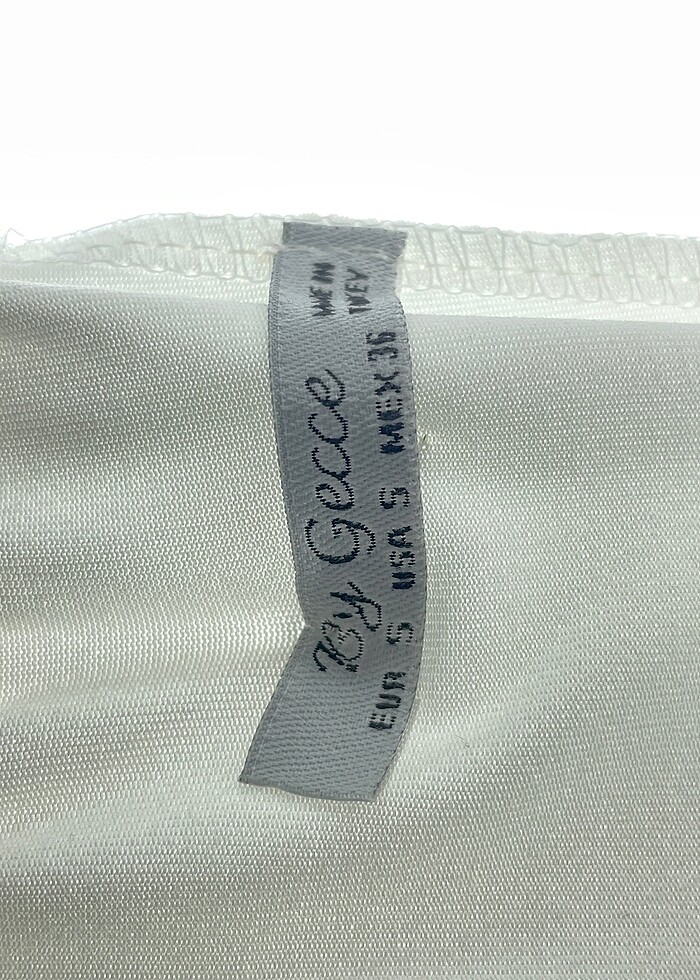 By Gecce
EUR S USA S MEX 36
MADE IN
TURKEY